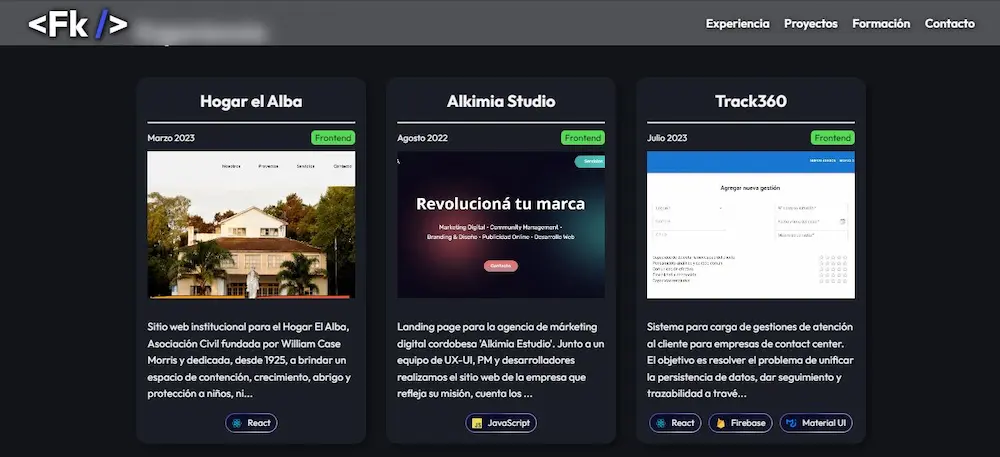 <Fk />
Experiencia Proyectos Formación Contacto
Hogar el Alba
Marzo 2023 Frontend
Nosotros Proyectos Servicios Contacto
Sitio web institucional para el Hogar El Alba,
Asociación Civil fundada por William Case
Morris y dedicada, desde 1925, a brindar un
espacio de contención, crecimiento, abrigo y
protección a niños, ni...
React
Alkimia Studio
Agosto 2022 Frontend
Servicios
Revolucioná tu marca
Marketing Digital • Community Management •
Branding & Diseño • Publicidad Online • Desarrollo Web
Contacto
Landing page para la agencia de márketing
digital cordobesa 'Alkimia Estudio'. Junto a un
equipo de UX-UI, PM y desarrolladores
realizamos el sitio web de la empresa que
refleja su misión, cuenta los ...
JavaScript
Track360
Julio 2023 Frontend
Agregar nueva gestión
Sistema para carga de gestiones de atención
al cliente para empresas de contact center.
El objetivo es resolver el problema de unificar
la persistencia de datos, dar seguimiento y
trazabilidad a travé...
React Firebase Material UI